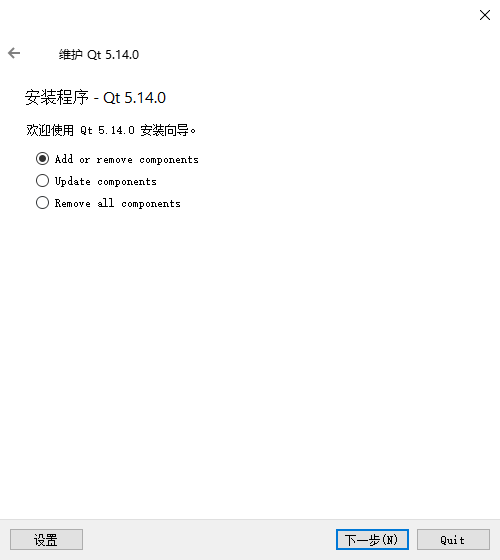 维护 Qt 5.14.0
安装程序 - Qt 5.14.0
欢迎使用 Qt 5.14.0 安装向导。
Add or remove components
Update components
Remove all components
设置
下一步(N)
Quit